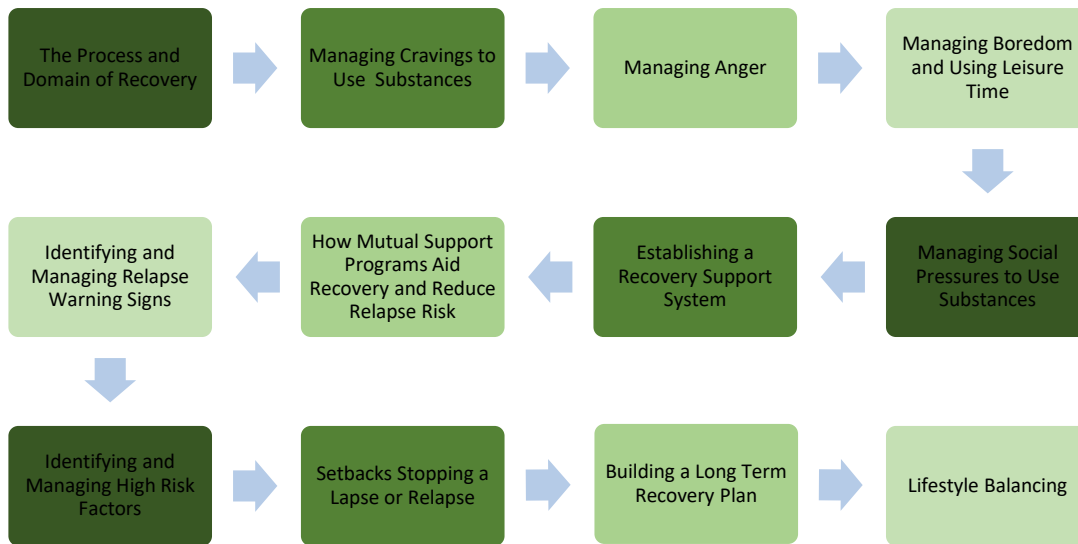 The Process and
Domain of Recovery
Managing Cravings to
Use Substances
Managing Anger
Managing Boredom
and Using Leisure
Time
Managing Social
Pressures to Use
Substances
Establishing a
Recovery Support
System
How Mutual Support
Programs Aid
Recovery and Reduce
Relapse Risk
Identifying and
Managing Relapse
Warning Signs
Identifying and
Managing High Risk
Factors
Setbacks Stopping a
Lapse or Relapse
Building a Long Term
Recovery Plan
Lifestyle Balancing